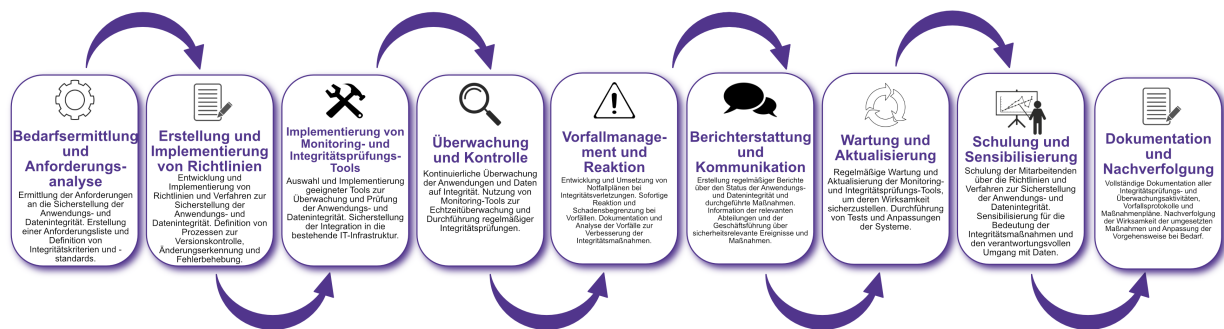 Bedarfsermittlung
und
Anforderungs-
analyse
Ermittlung der Anforderungen
an die Sicherstellung der
Anwendungs- und
Datenintegrität. Erstellung
einer Anforderungsliste und
Definition von
Integritätskriterien und -
standards.
Erstellung und
Implementierung
von Richtlinien
Entwicklung und
Implementierung von
Richtlinien und Verfahren zur
Sicherstellung der
Anwendungs- und
Datenintegrität. Definition von
Prozessen zur
Versionskontrolle,
Änderungserkennung und
Fehlerbehebung.
Implementierung von
Monitoring- und
Integritätsprüfungs-
Tools
Auswahl und Implementierung
geeigneter Tools zur
Überwachung und Prüfung
der Anwendungs- und
Datenintegrität. Sicherstellung
der Integration in die
bestehende IT-Infrastruktur.
Überwachung
und Kontrolle
Kontinuierliche Überwachung
der Anwendungen und Daten
auf Integrität. Nutzung von
Monitoring-Tools zur
Echtzeitüberwachung und
Durchführung regelmäßiger
Integritätsprüfungen.
Vorfallmanage-
ment und
Reaktion
Entwicklung und Umsetzung von
Notfallplänen bei
Integritätsverletzungen. Sofortige
Reaktion und
Schadensbegrenzung bei
Vorfällen. Dokumentation und
Analyse der Vorfälle zur
Verbesserung der
Integritätsmaßnahmen.
Berichterstattung
und
Kommunikation
Erstellung regelmäßiger Berichte
über den Status der Anwendungs-
und Datenintegrität und
durchgeführte Maßnahmen.
Information der relevanten
Abteilungen und der
Geschäftsführung über
sicherheitsrelevante Ereignisse und
Maßnahmen.
Wartung und
Aktualisierung
Regelmäßige Wartung und
Aktualisierung der Monitoring-
und Integritätsprüfungs-Tools,
um deren Wirksamkeit
sicherzustellen. Durchführung
von Tests und Anpassungen
der Systeme.
Schulung und
Sensibilisierung
Schulung der Mitarbeitenden
über die Richtlinien und
Verfahren zur Sicherstellung
der Anwendungs- und
Datenintegrität.
Sensibilisierung für die
Bedeutung der
Integritätsmaßnahmen und
den verantwortungsvollen
Umgang mit Daten.
Dokumentation
und
Nachverfolgung
Vollständige Dokumentation aller
Integritätsprüfungs- und
Überwachungsaktivitäten,
Vorfallsprotokolle und
Maßnahmenpläne. Nachverfolgung
der Wirksamkeit der umgesetzten
Maßnahmen und Anpassung der
Vorgehensweise bei Bedarf.